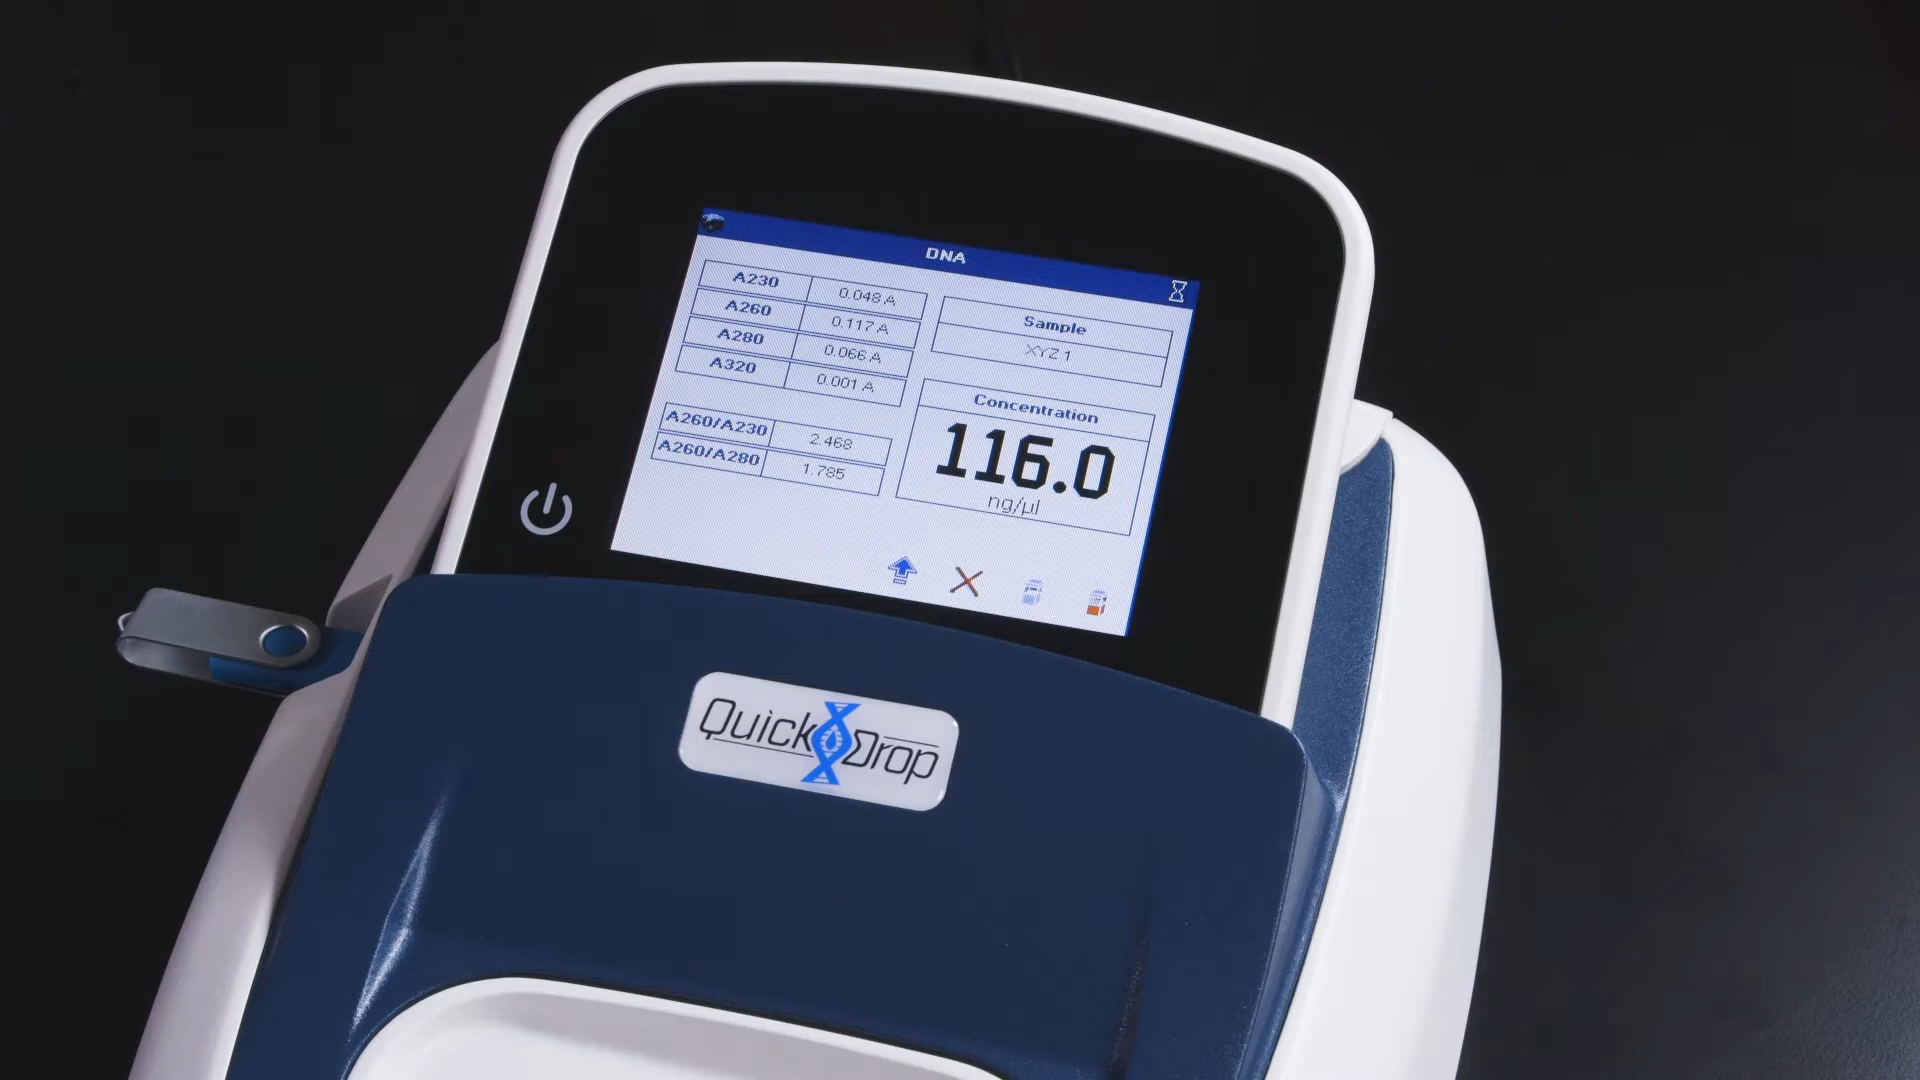 DNA
A230 0.048 A
A260 0.117 A
A280 0.066 A
A320 0.001 A
A260/A230 2.468
A260/A280 1.785
Sample
XYZ 1
Concentration
116.0
ng/µl
QuickDrop